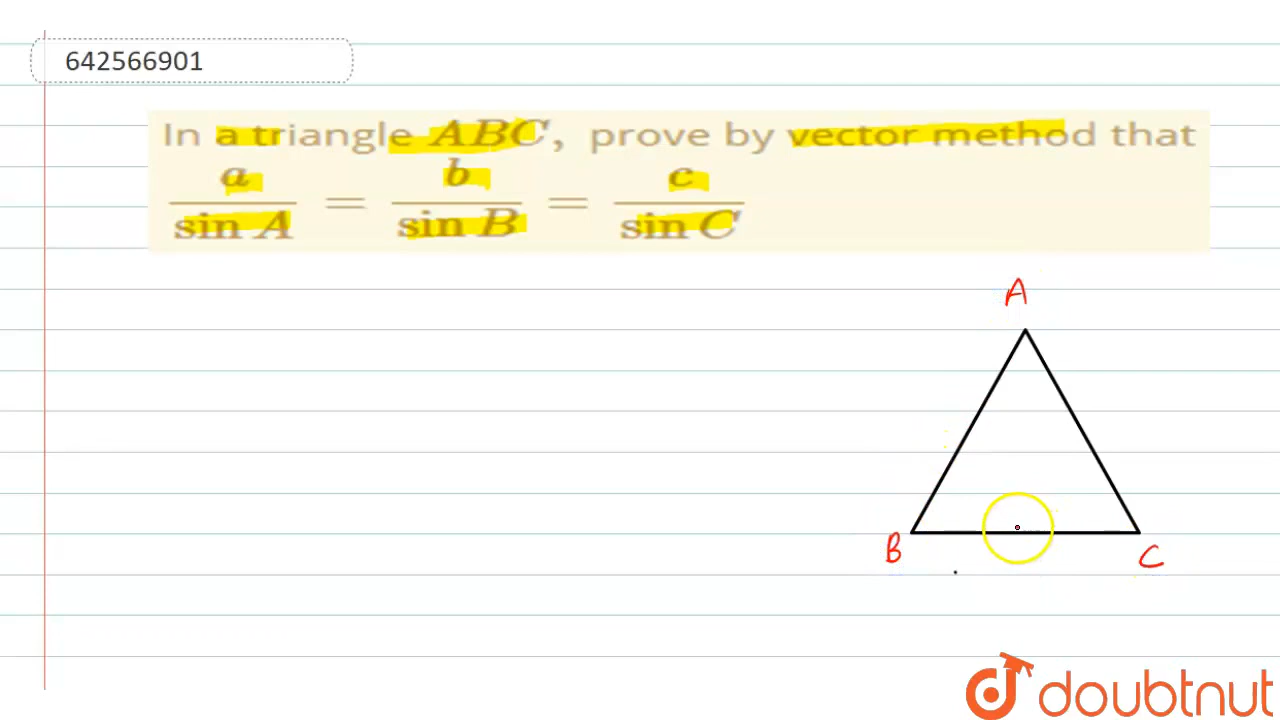 642566901
In a triangle ABC, prove by vector method that
a/sin A = b/sin B = c/sin C
A
B
C
doubtnut